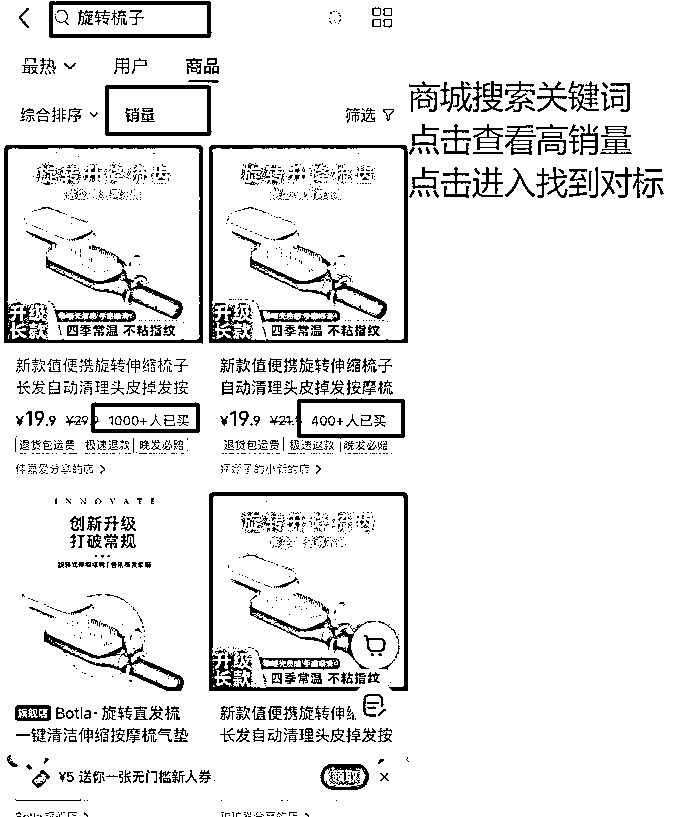 旋转梳子
最热
用户
商品
综合排序
销量
筛选
商城搜索关键词
点击查看高销量
点击进入找到对标
旋转升降梳齿
升级
长款
四季常温 不粘指纹
新款值便携旋转伸缩梳子
长发自动清理头皮掉发按
¥19.9 ¥29.9 1000+人已买
退货包运费 极速退款 晚发必赔
旋转升降梳齿
升级
长款
四季常温 不粘指纹
新款值便携旋转伸缩梳子
自动清理头皮掉发按摩梳
¥19.9 400+人已买
退货包运费 极速退款 晚发必赔
INNOVATE
创新升级
打破常规
旗舰店 Botla·旋转直发梳
一键清洁伸缩按摩梳气垫
旋转升降梳齿
升级
长款
四季常温 不粘指纹
新款值便携旋转伸
长发自动清理头皮掉发按
¥5 送你一张无门槛新人券
领取